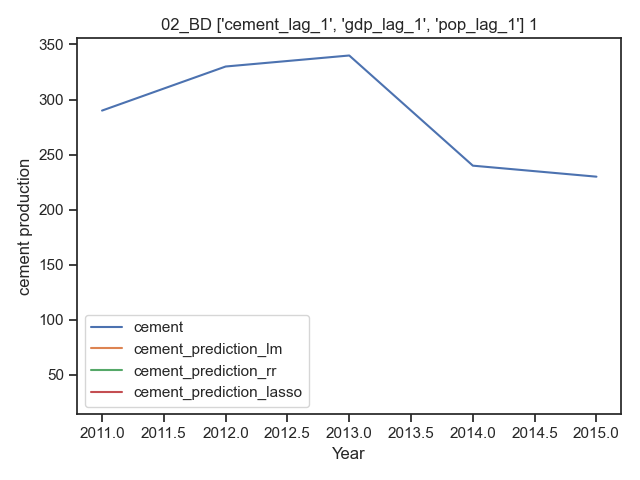 02_BD ['cement_lag_1', 'gdp_lag_1', 'pop_lag_1'] 1
350
300
250
200
150
100
50
cement production
cement
cement_prediction_lm
cement_prediction_rr
cement_prediction_lasso
2011.0 2011.5 2012.0 2012.5 2013.0 2013.5 2014.0 2014.5 2015.0
Year